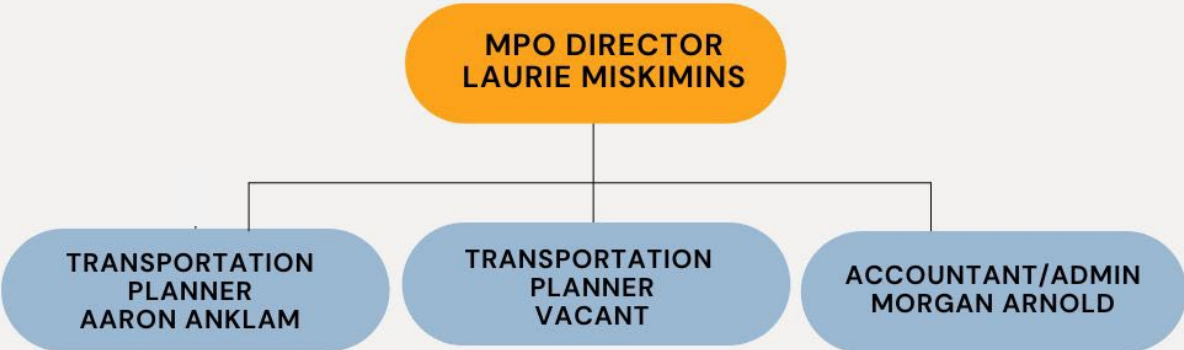 MPO DIRECTOR
LAURIE MISKIMINS
TRANSPORTATION
PLANNER
AARON ANKLAM
TRANSPORTATION
PLANNER
VACANT
ACCOUNTANT/ADMIN
MORGAN ARNOLD